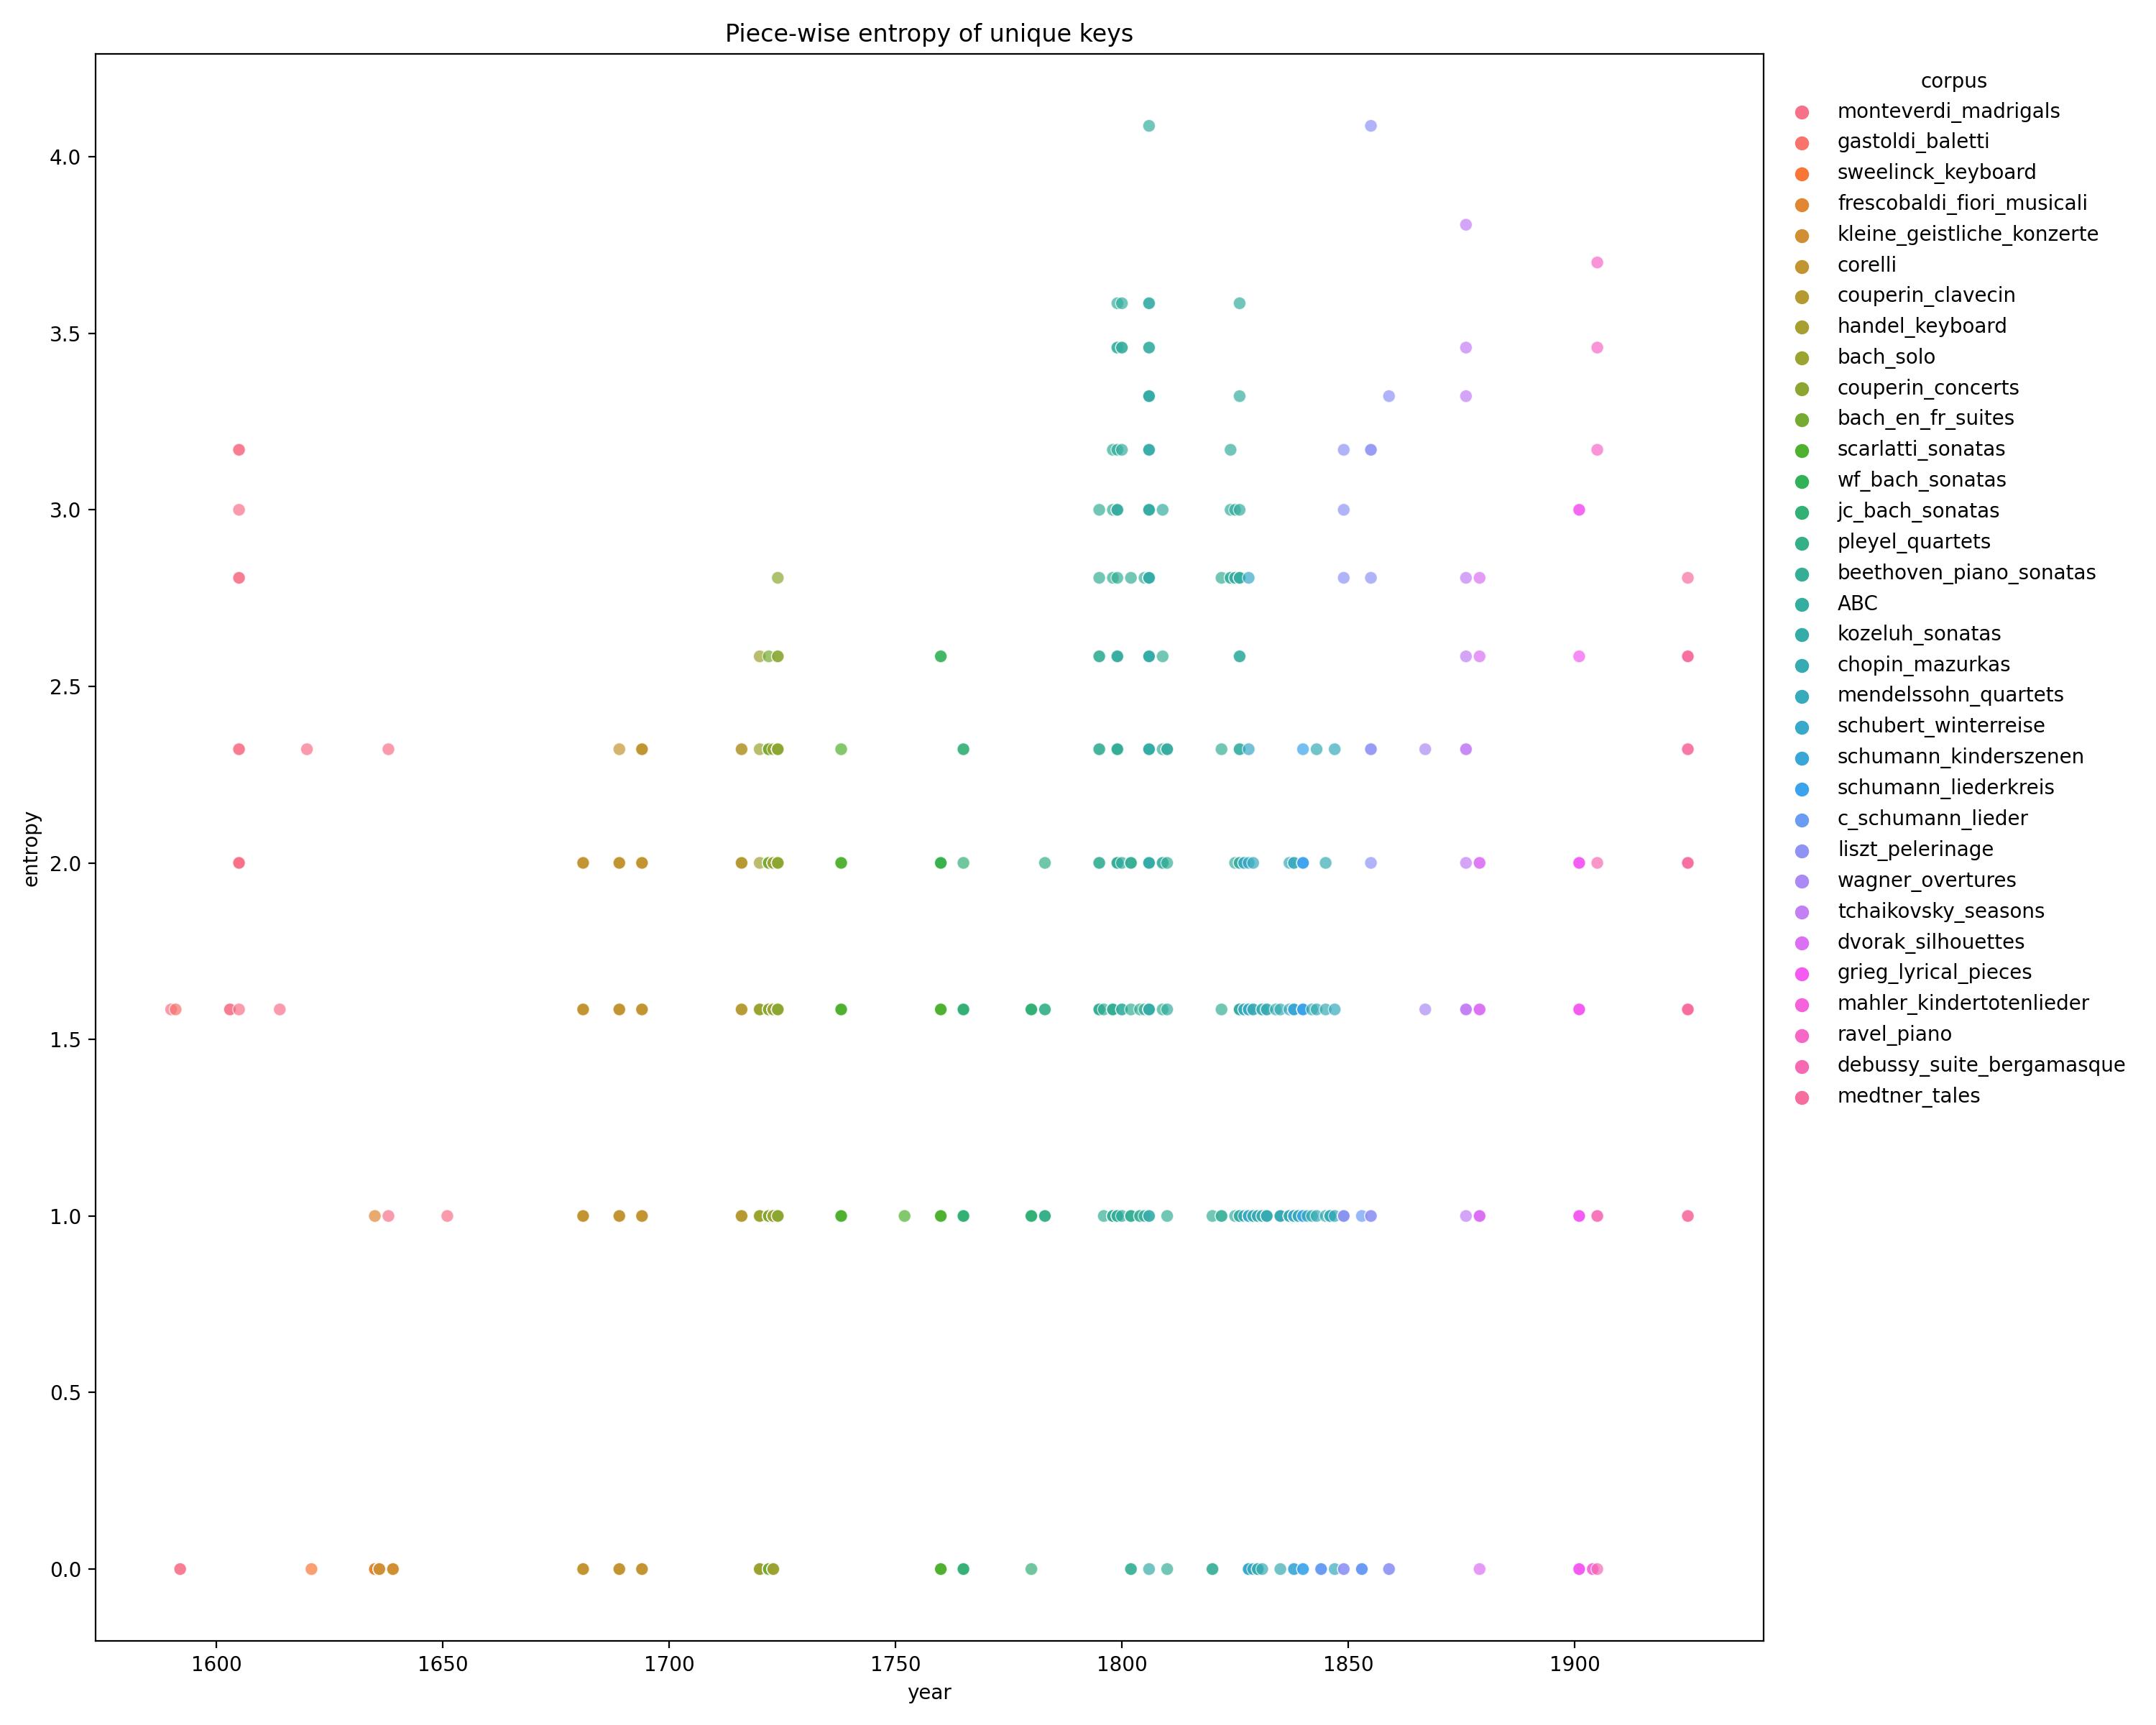 Piece-wise entropy of unique keys
4.0
3.5
3.0
2.5
2.0
1.5
1.0
0.5
0.0
entropy
1600
1650
1700
1750
1800
1850
1900
year
corpus
monteverdi_madrigals
gastoldi_baletti
sweelinck_keyboard
frescobaldi_fiori_musicali
kleine_geistliche_konzerte
corelli
couperin_clavecin
handel_keyboard
bach_solo
couperin_concerts
bach_en_fr_suites
scarlatti_sonatas
wf_bach_sonatas
jc_bach_sonatas
pleyel_quartets
beethoven_piano_sonatas
ABC
kozeluh_sonatas
chopin_mazurkas
mendelssohn_quartets
schubert_winterreise
schumann_kinderszenen
schumann_liederkreis
c_schumann_lieder
liszt_pelerinage
wagner_overtures
tchaikovsky_seasons
dvorak_silhouettes
grieg_lyrical_pieces
mahler_kindertotenlieder
ravel_piano
debussy_suite_bergamasque
medtner_tales